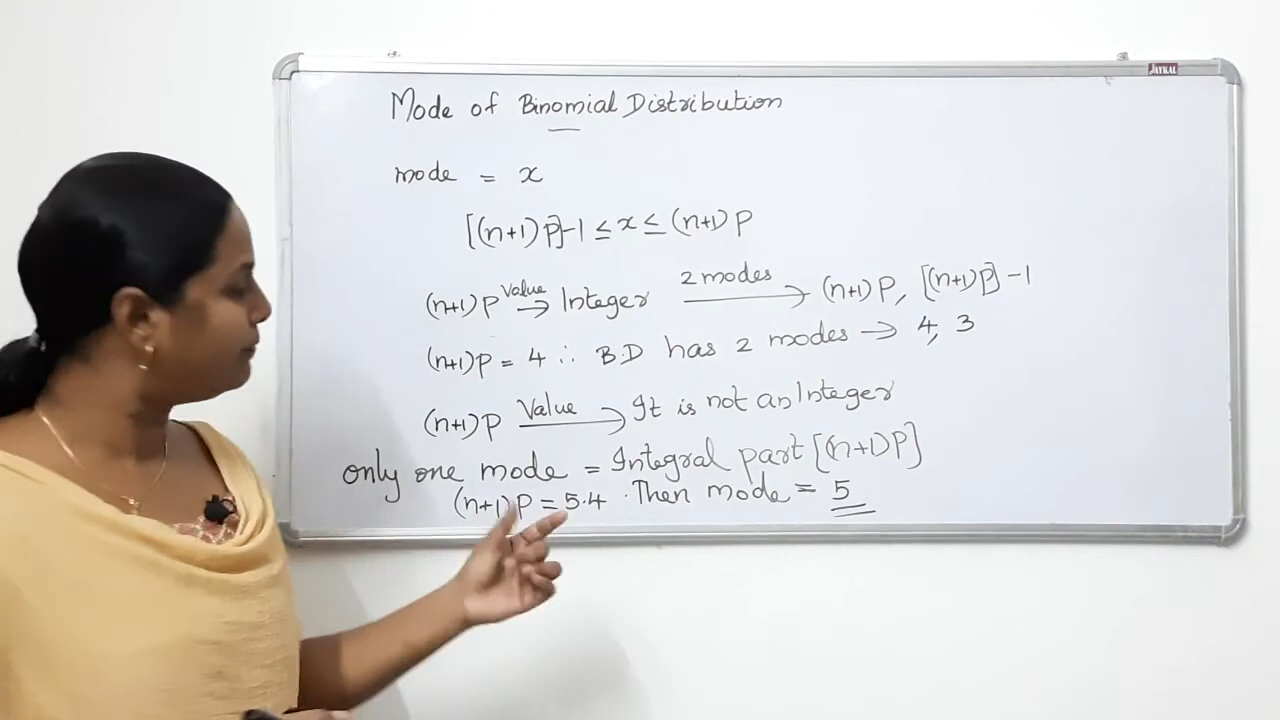 JAYKAL
Mode of Binomial Distribution
mode = x
[(n+1)P]-1 ≤ x ≤ (n+1)P
(n+1)P Value → Integer 2 modes → (n+1)P, [(n+1)P]-1
(n+1)P = 4 ∴ B.D has 2 modes → 4, 3
(n+1)P Value → It is not an Integer
only one mode = Integral part [(n+1)P]
(n+1)P = 5.4 . Then mode = 5